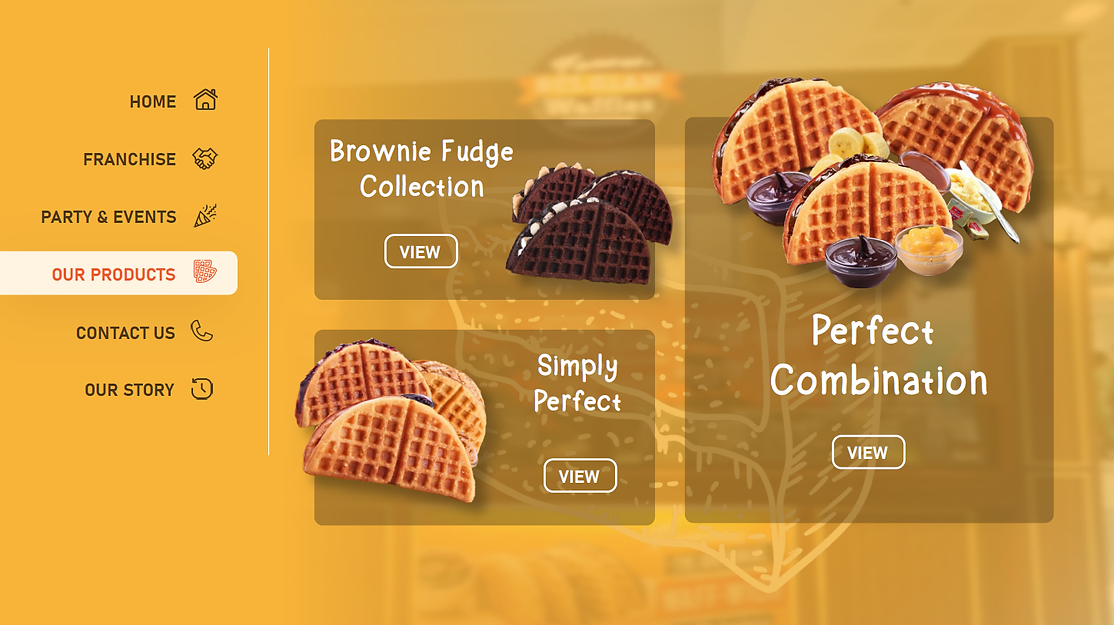 HOME
FRANCHISE
PARTY & EVENTS
OUR PRODUCTS
CONTACT US
OUR STORY
Brownie Fudge
Collection
VIEW
Simply
Perfect
VIEW
Perfect
Combination
VIEW